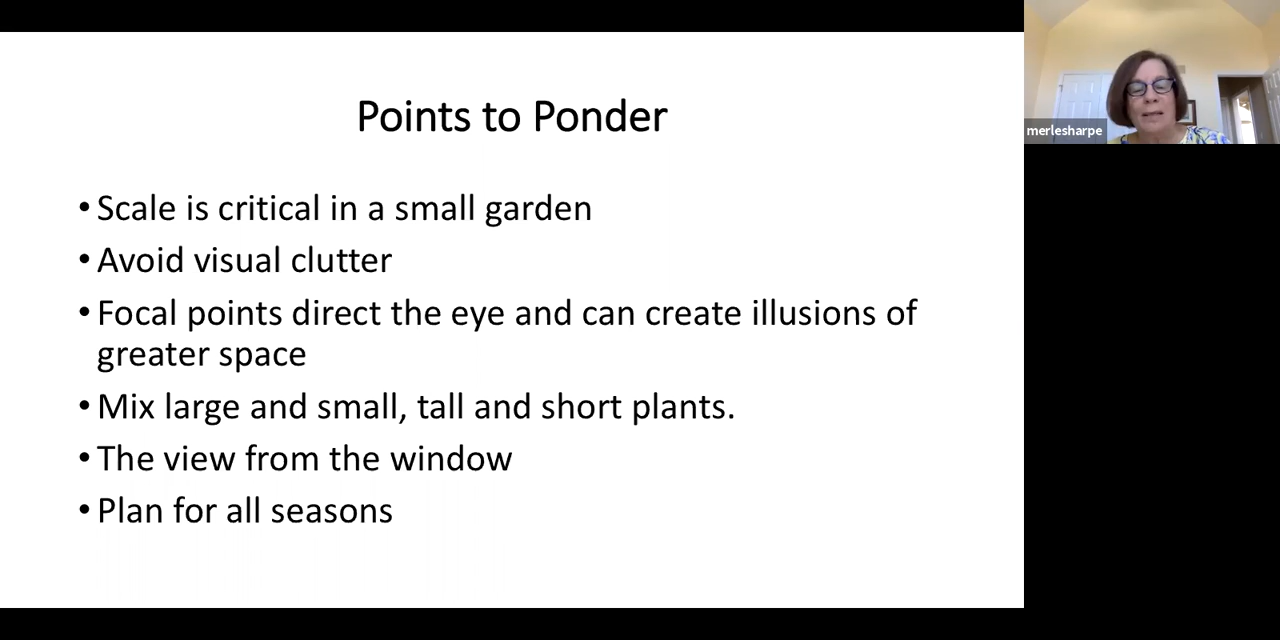 Points to Ponder
• Scale is critical in a small garden
• Avoid visual clutter
• Focal points direct the eye and can create illusions of
greater space
• Mix large and small, tall and short plants.
• The view from the window
• Plan for all seasons
merlesharpe